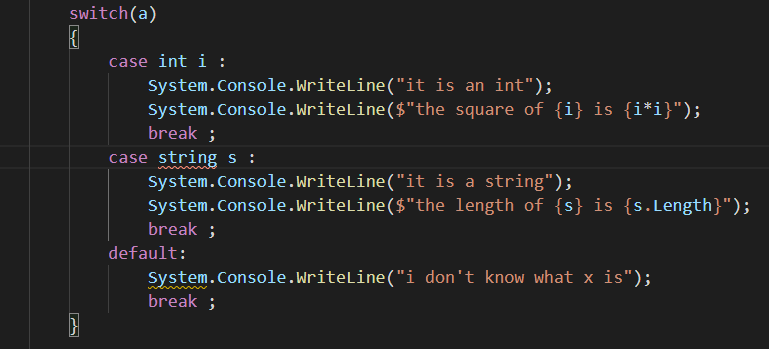 switch(a)
{
case int i :
System.Console.WriteLine("it is an int");
System.Console.WriteLine($"the square of {i} is {i*i}");
break ;
case string s :
System.Console.WriteLine("it is a string");
System.Console.WriteLine($"the length of {s} is {s.Length}");
break ;
default:
System.Console.WriteLine("i don't know what x is");
break ;
}